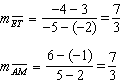 m_{\overline{ET}} = \frac{-4-3}{-5-(-2)} = \frac{7}{3}
m_{\overline{AM}} = \frac{6-(-1)}{5-2} = \frac{7}{3}